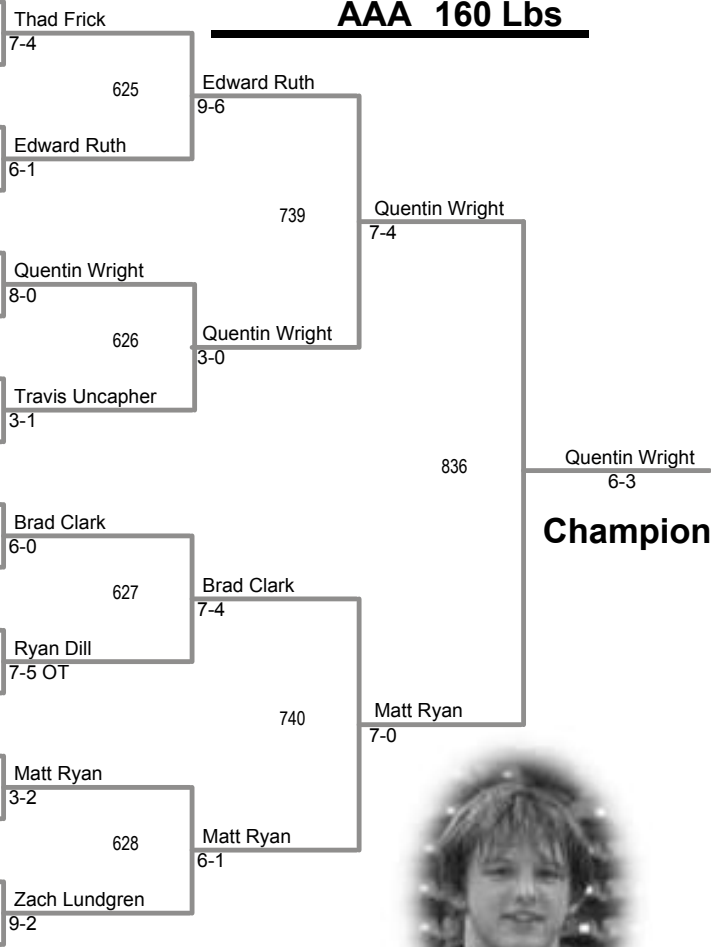 AAA 160 Lbs
Thad Frick
7-4
625
Edward Ruth
9-6
Edward Ruth
6-1
739
Quentin Wright
7-4
Quentin Wright
8-0
626
Quentin Wright
3-0
Travis Uncapher
3-1
836
Quentin Wright
6-3
Champion
Brad Clark
6-0
627
Brad Clark
7-4
Ryan Dill
7-5 OT
740
Matt Ryan
7-0
Matt Ryan
3-2
628
Matt Ryan
6-1
Zach Lundgren
9-2